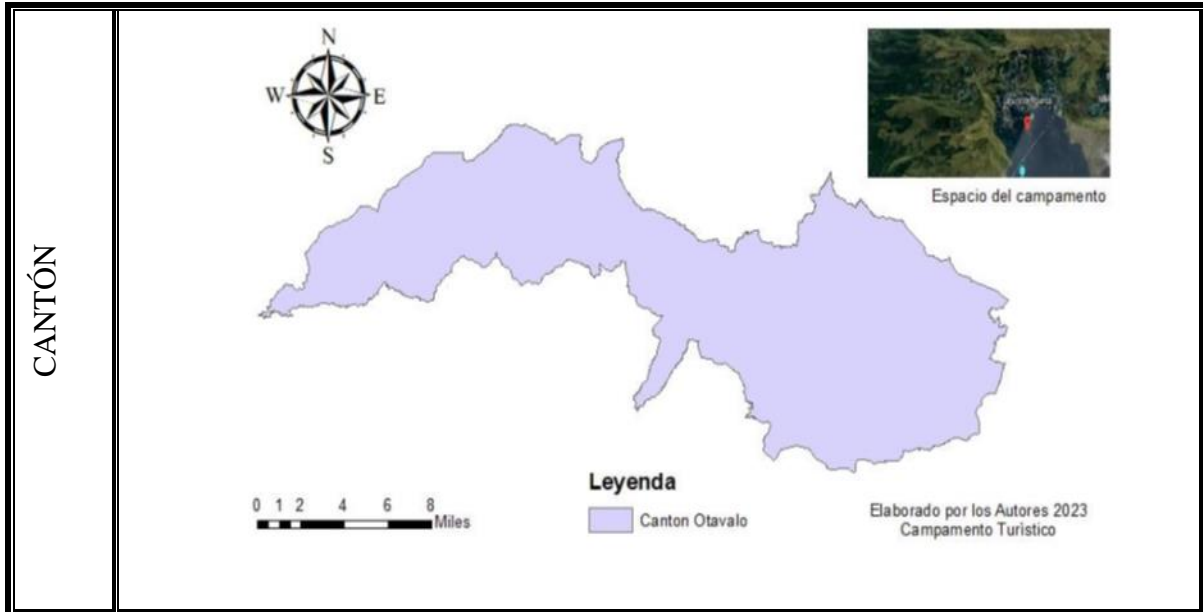 CANTÓN
N
W E
S
Espacio del campamento
Leyenda
Canton Otavalo
0 1 2 4 6 8
Miles
Elaborado por los Autores 2023
Campamento Turístico